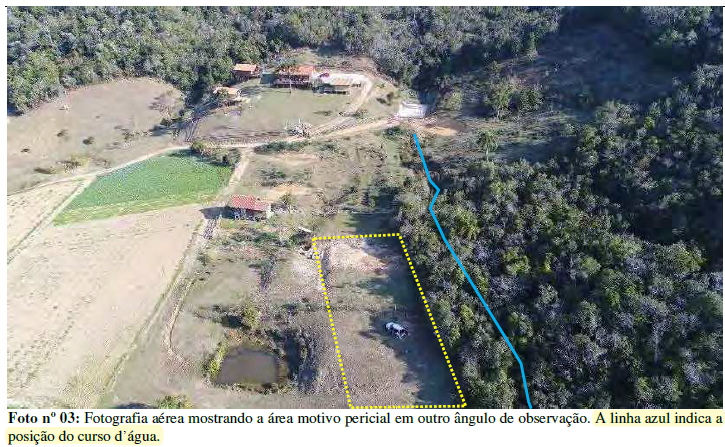 Foto nº 03: Fotografia aérea mostrando a área motivo pericial em outro ângulo de observação. A linha azul indica a
posição do curso d’água.